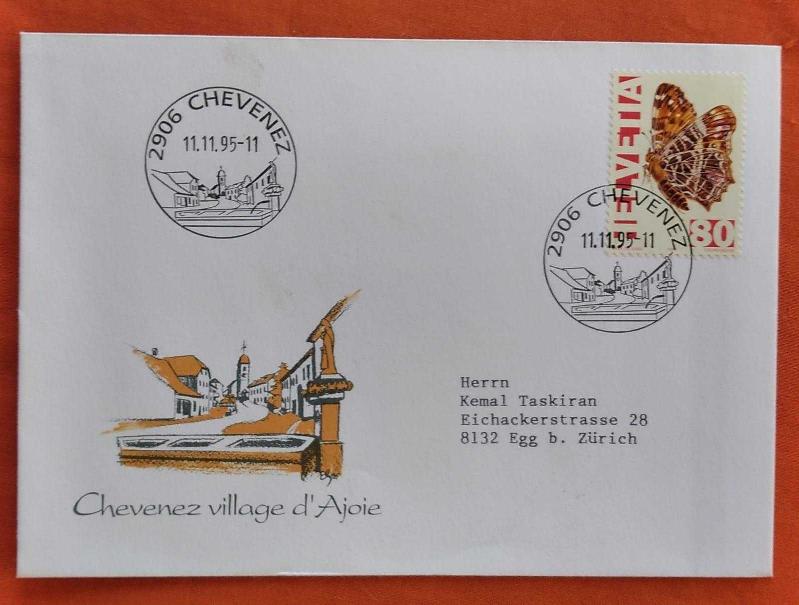 2906 CHEVENEZ
11.11.95-11
HELVETIA
80
2906 CHEVENEZ
11.11.95-11
Herrn
Kemal Taskiran
Eichackerstrasse 28
8132 Egg b. Zürich
Chevenez village d'Ajoie